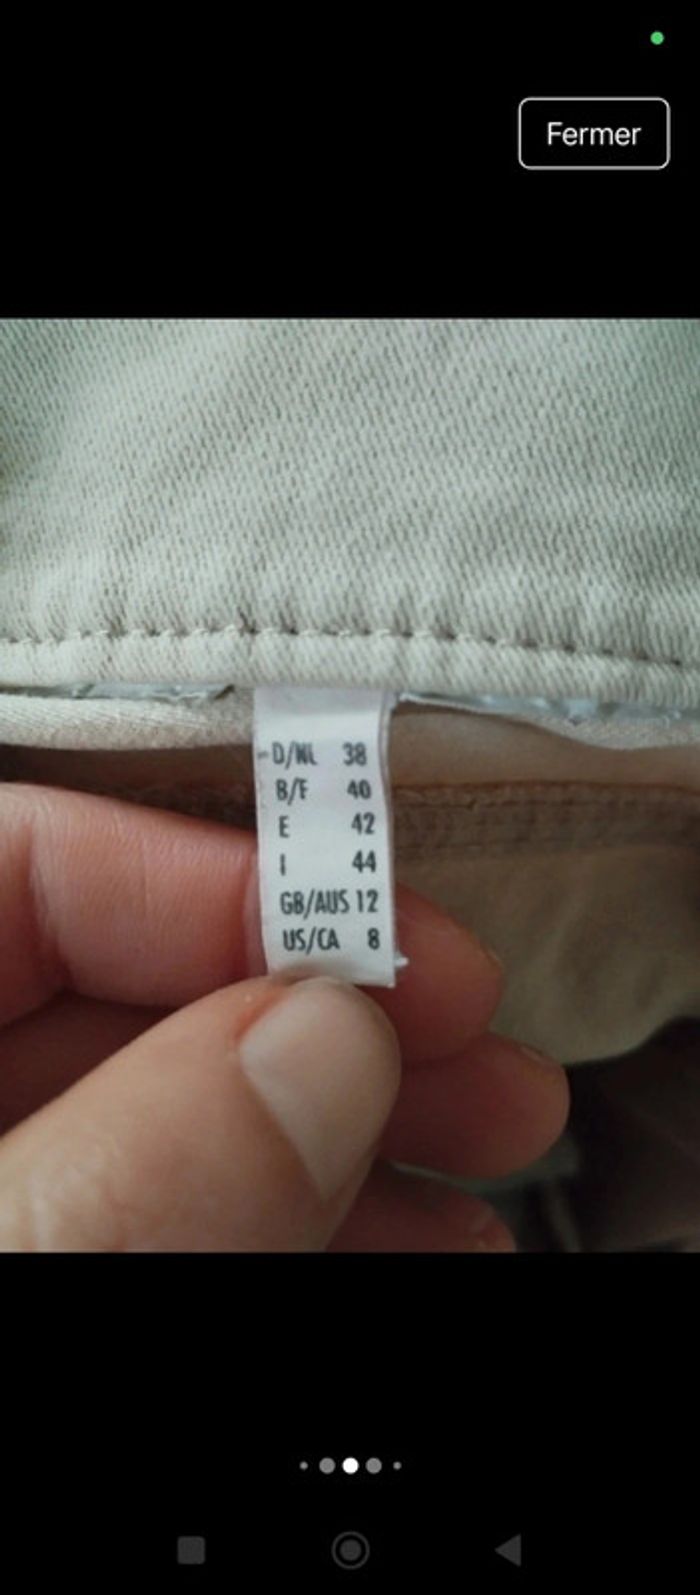 Fermer
D/NL 38
B/F 40
E 42
I 44
GB/AUS 12
US/CA 8